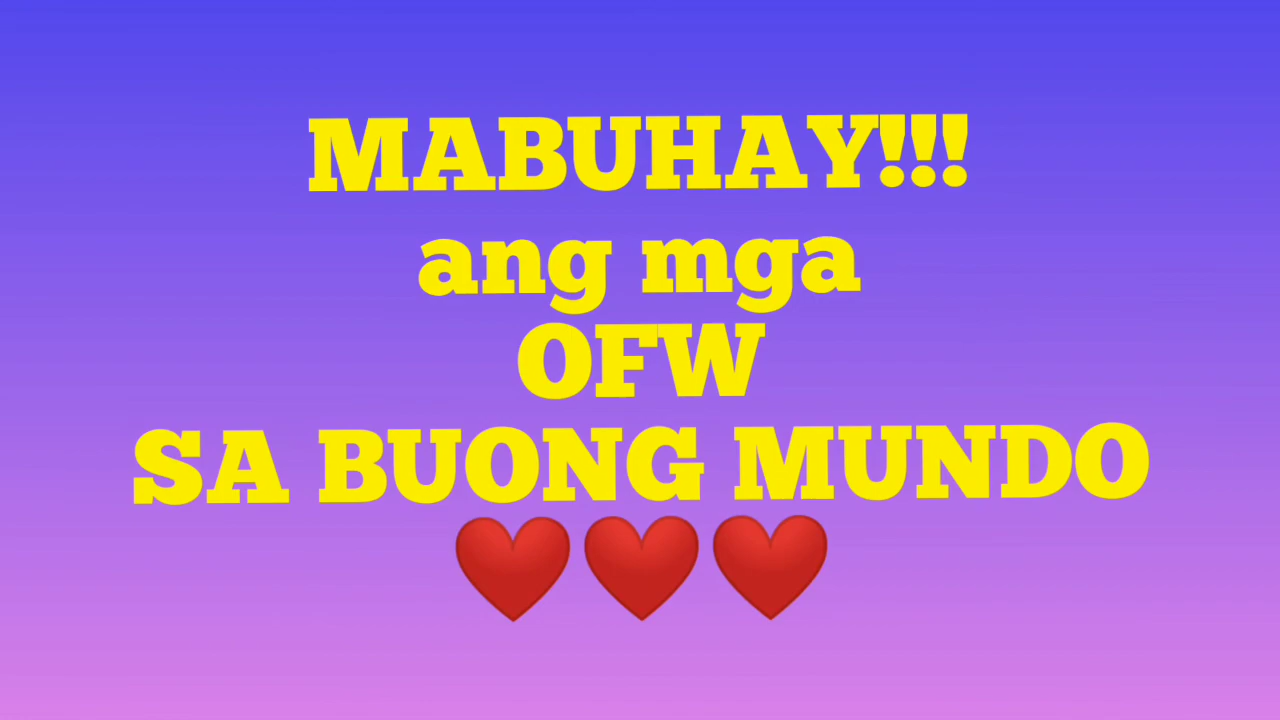 MABUHAY!!!
ang mga
OFW
SA BUONG MUNDO
❤️❤️❤️